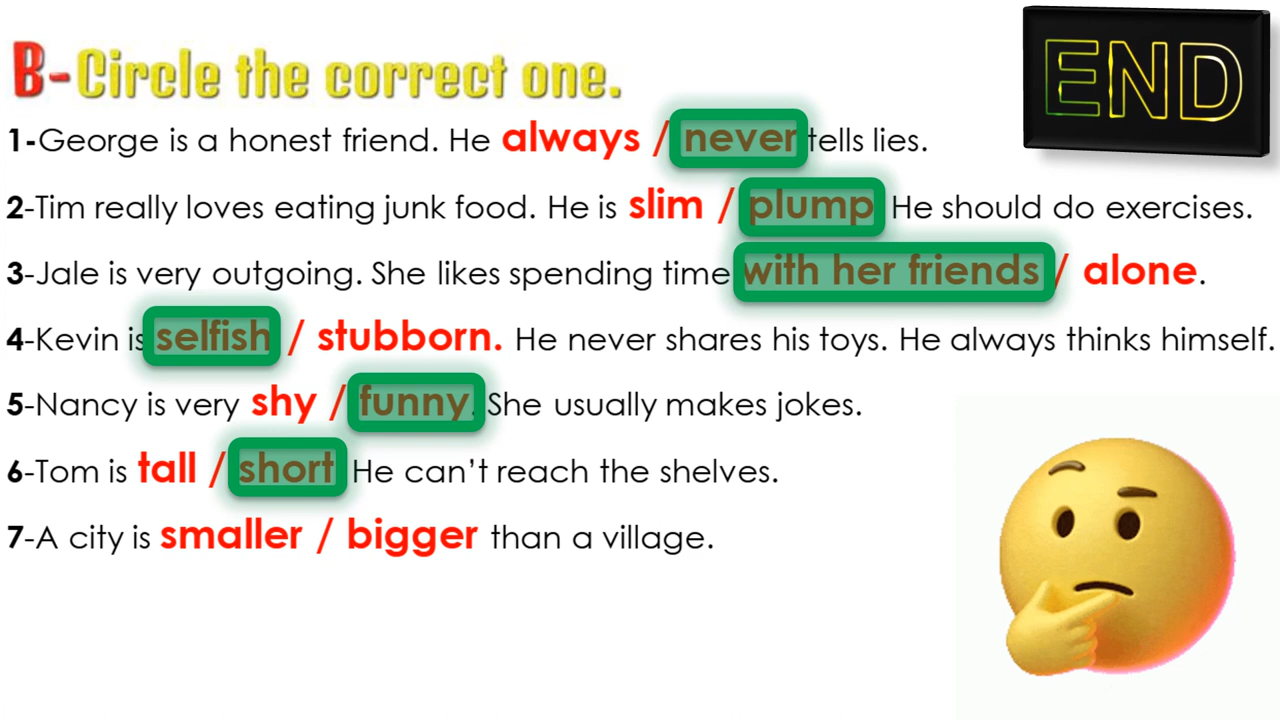 END
B-Circle the correct one.
1-George is a honest friend. He always / never tells lies.
2-Tim really loves eating junk food. He is slim / plump He should do exercises.
3-Jale is very outgoing. She likes spending time with her friends / alone.
4-Kevin is selfish / stubborn. He never shares his toys. He always thinks himself.
5-Nancy is very shy / funny. She usually makes jokes.
6-Tom is tall / short He can't reach the shelves.
7-A city is smaller / bigger than a village.